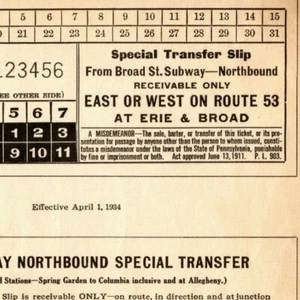 8 9 10 11 12 13 14 15
24 25 26 27 28 29 30 31
123456
Special Transfer Slip
From Broad St. Subway—Northbound
RECEIVABLE ONLY
EAST OR WEST ON ROUTE 53
AT ERIE & BROAD
EE OTHER SIDE)
5 6 7
1 2 3
9 10 11
A MISDEMEANOR—The sale, barter, or transfer of this ticket, or its pre-
sentation for passage by anyone other than the person to whom issued, consti-
tutes a misdemeanor under the laws of the State of Pennsylvania, punishable
by fine or imprisonment or both. Act approved June 13, 1911. P. L. 903.
Effective April 1, 1934
AY NORTHBOUND SPECIAL TRANSFER
d Stations—Spring Garden to Columbia inclusive and at Allegheny.)
Slip is receivable ONLY—on route, in direction and at junction